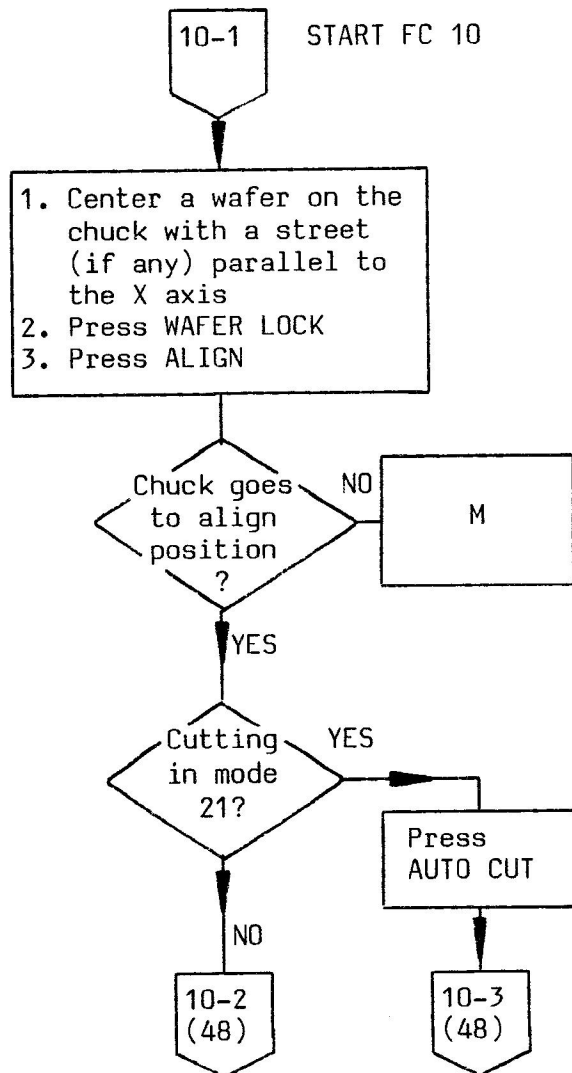 10-1
START FC 10
1. Center a wafer on the
chuck with a street
(if any) parallel to
the X axis
2. Press WAFER LOCK
3. Press ALIGN
Chuck goes
to align
position
?
NO
M
YES
Cutting
in mode
21?
YES
Press
AUTO CUT
NO
10-2
(48)
10-3
(48)